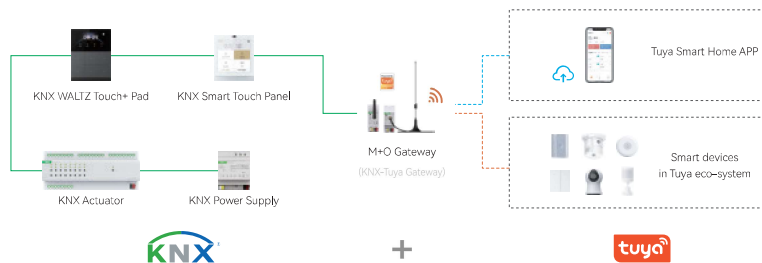 KNX WALTZ Touch+ Pad
KNX Smart Touch Panel
Tuya
M+O Gateway
(KNX-Tuya Gateway)
Tuya Smart Home APP
Smart devices
in Tuya eco-system
KNX Actuator
KNX Power Supply
KNX
+
tuya